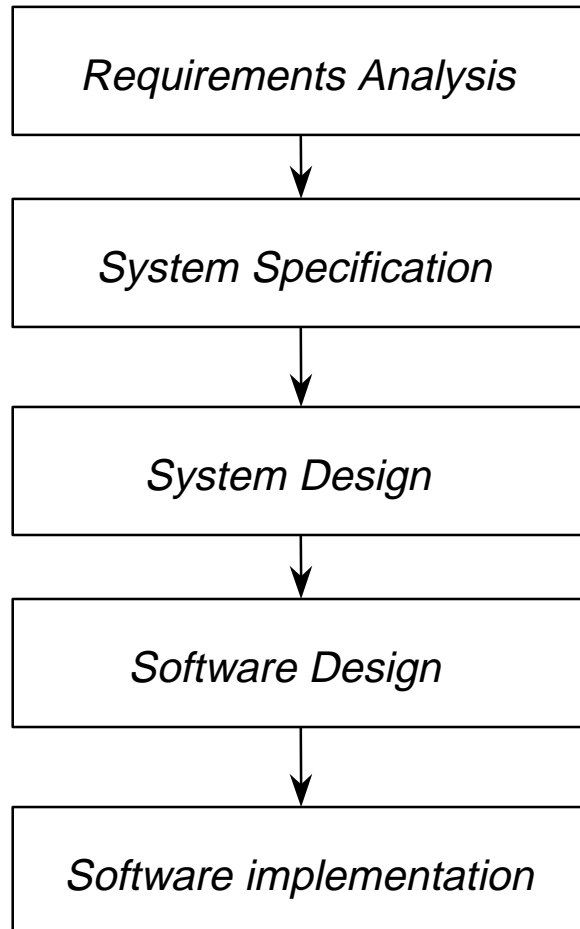 Requirements Analysis
System Specification
System Design
Software Design
Software implementation